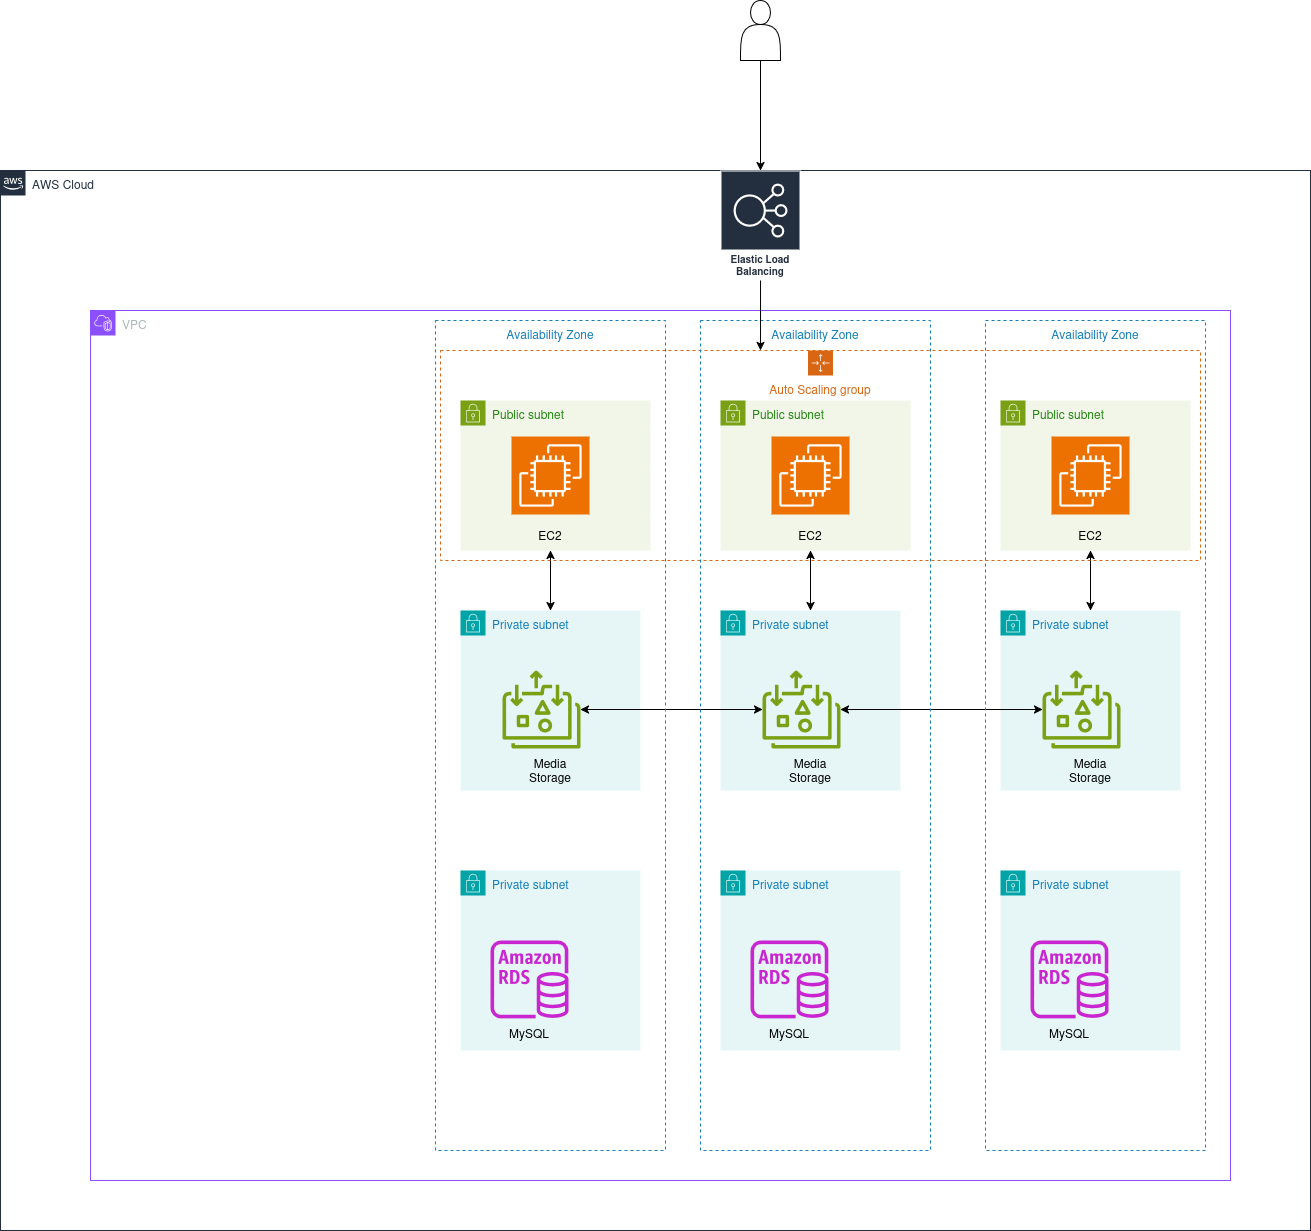 aws
AWS Cloud
Elastic Load
Balancing
VPC
Availability Zone
Availability Zone
Availability Zone
Auto Scaling group
Public subnet
Public subnet
Public subnet
EC2
EC2
EC2
Private subnet
Private subnet
Private subnet
Media
Storage
Media
Storage
Media
Storage
Private subnet
Private subnet
Private subnet
Amazon
RDS
Amazon
RDS
Amazon
RDS
MySQL
MySQL
MySQL